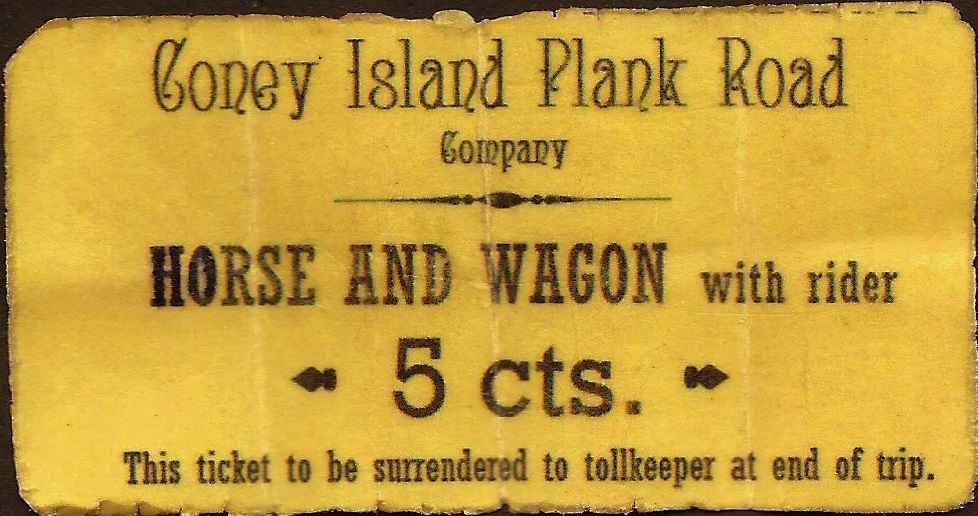 Coney Island Plank Road
Company
HORSE AND WAGON with rider
5 cts.
This ticket to be surrendered to tollkeeper at end of trip.